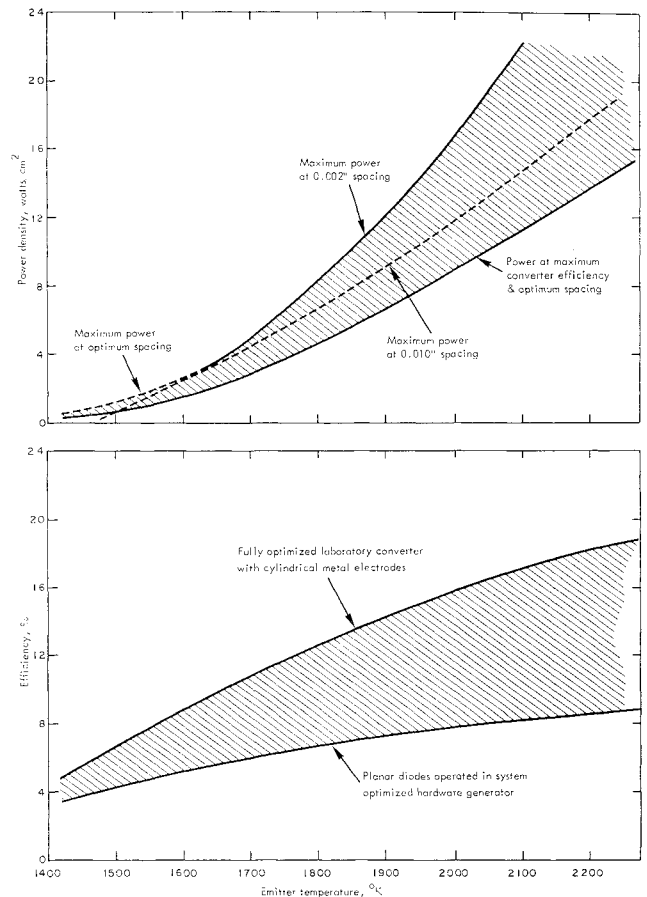 24
20
16
12
8
4
0
Power density, watts cm2
Maximum power
at 0.002" spacing
Power at maximum
converter efficiency
& optimum spacing
Maximum power
at optimum spacing
Maximum power
at 0.010" spacing
24
20
16
12
8
4
0
Efficiency, %
Fully optimized laboratory converter
with cylindrical metal electrodes
Planar diodes operated in system
optimized hardware generator
1400 1500 1600 1700 1800 1900 2000 2100 2200
Emitter temperature, °K